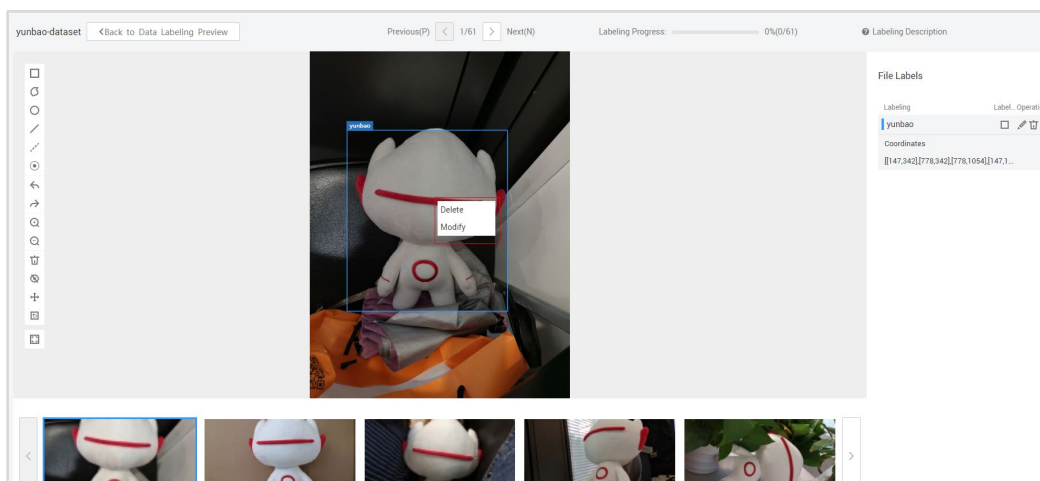 yunbao-dataset
Back to Data Labeling Preview
Previous(P) 1/61 Next(N)
Labeling Progress: 0%(0/61)
Labeling Description
File Labels
Labeling Label... Operati
yunbao
yunbao
Coordinates
[[147,342],[778,342],[778,1054],[147,1...
Delete
Modify